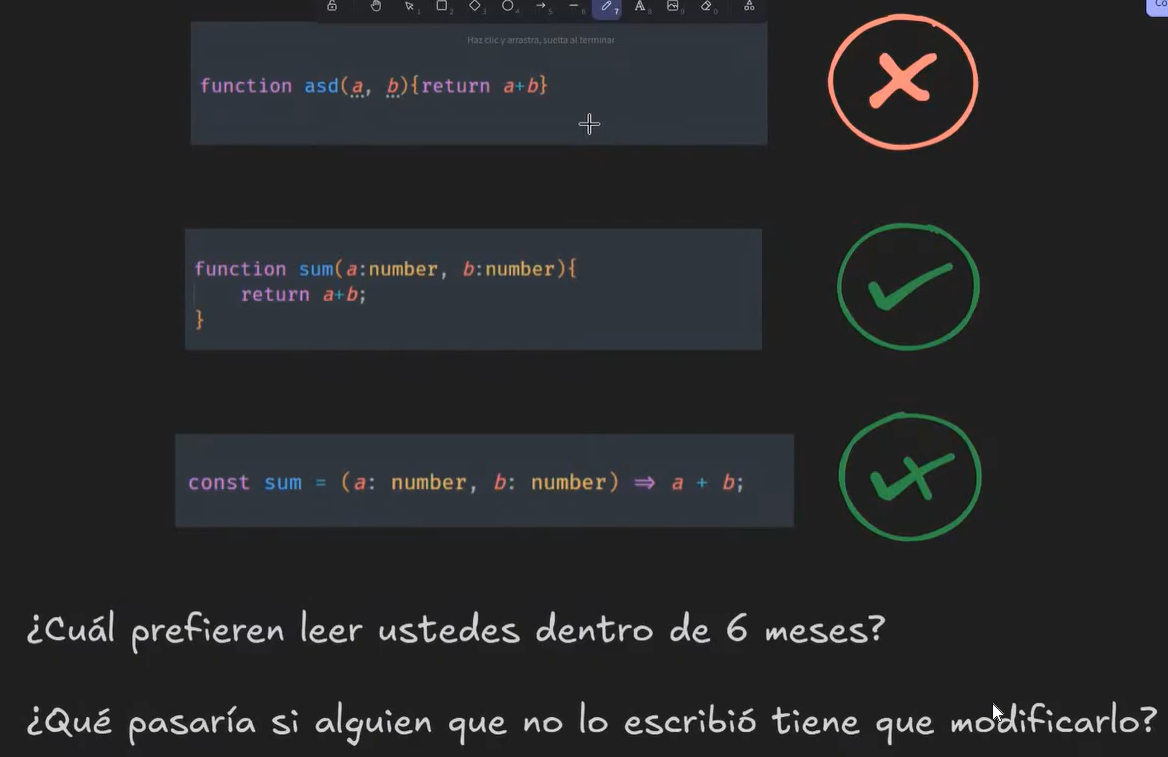 Haz clic y arrastra, suelta al terminar
function asd(a, b){return a+b}
function sum(a:number, b:number){
return a+b;
}
const sum = (a: number, b: number) => a + b;
¿Cuál prefieren leer ustedes dentro de 6 meses?
¿Qué pasaría si alguien que no lo escribió tiene que modificarlo?